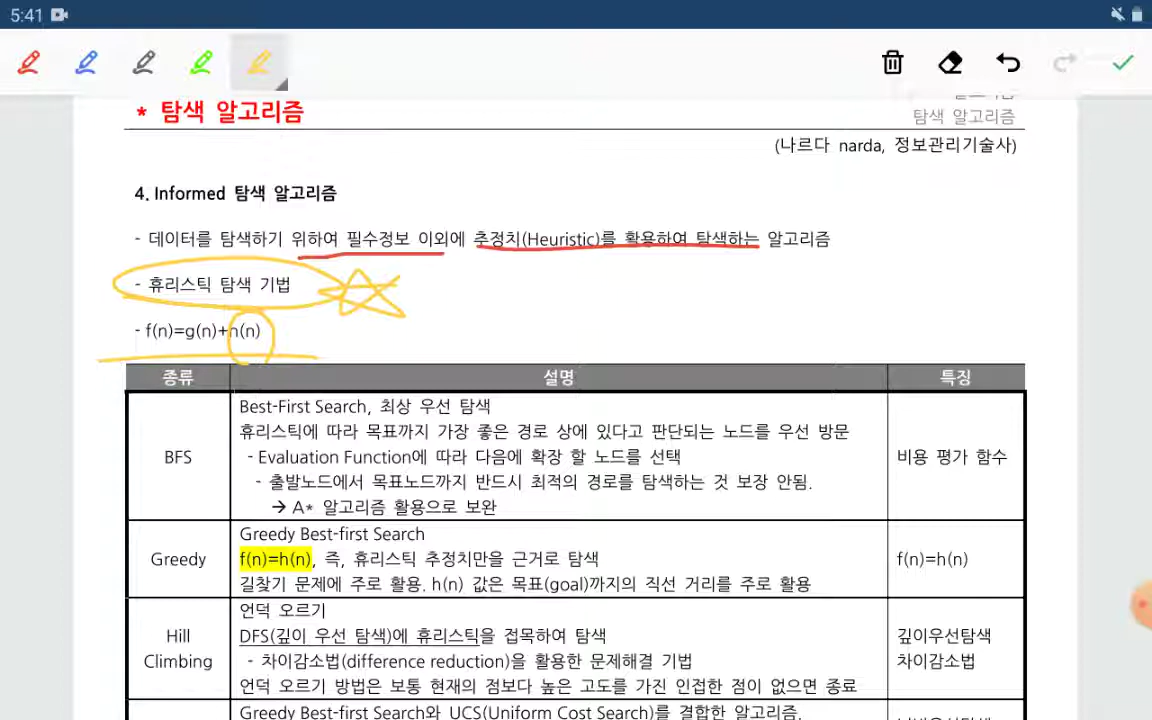 5:41
* 탐색 알고리즘
탐색 알고리즘
(나르다 narda, 정보관리기술사)
4. Informed 탐색 알고리즘
- 데이터를 탐색하기 위하여 필수정보 이외에 추정치(Heuristic)를 활용하여 탐색하는 알고리즘
- 휴리스틱 탐색 기법
- f(n)=g(n)+h(n)
종류 설명 특징
BFS
Best-First Search, 최상 우선 탐색
휴리스틱에 따라 목표까지 가장 좋은 경로 상에 있다고 판단되는 노드를 우선 방문
- Evaluation Function에 따라 다음에 확장 할 노드를 선택
- 출발노드에서 목표노드까지 반드시 최적의 경로를 탐색하는 것 보장 안됨.
→ A* 알고리즘 활용으로 보완
비용 평가 함수
Greedy
Greedy Best-first Search
f(n)=h(n), 즉, 휴리스틱 추정치만을 근거로 탐색
길찾기 문제에 주로 활용. h(n) 값은 목표(goal)까지의 직선 거리를 주로 활용
f(n)=h(n)
Hill
Climbing
언덕 오르기
DFS(깊이 우선 탐색)에 휴리스틱을 접목하여 탐색
- 차이감소법(difference reduction)을 활용한 문제해결 기법
언덕 오르기 방법은 보통 현재의 점보다 높은 고도를 가진 인접한 점이 없으면 종료
깊이우선탐색
차이감소법
Greedy Best-first Search와 UCS(Uniform Cost Search)를 결합한 알고리즘.